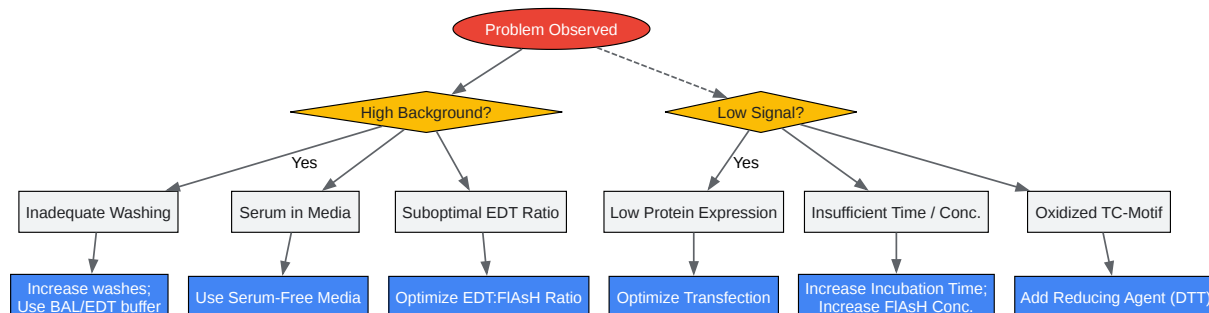 Problem Observed
High Background?
Low Signal?
Yes
Yes
Inadequate Washing
Serum in Media
Suboptimal EDT Ratio
Low Protein Expression
Insufficient Time / Conc.
Oxidized TC-Motif
Increase washes;
Use BAL/EDT buffer
Use Serum-Free Media
Optimize EDT:FlAsH Ratio
Optimize Transfection
Increase Incubation Time;
Increase FlAsH Conc.
Add Reducing Agent (DTT)